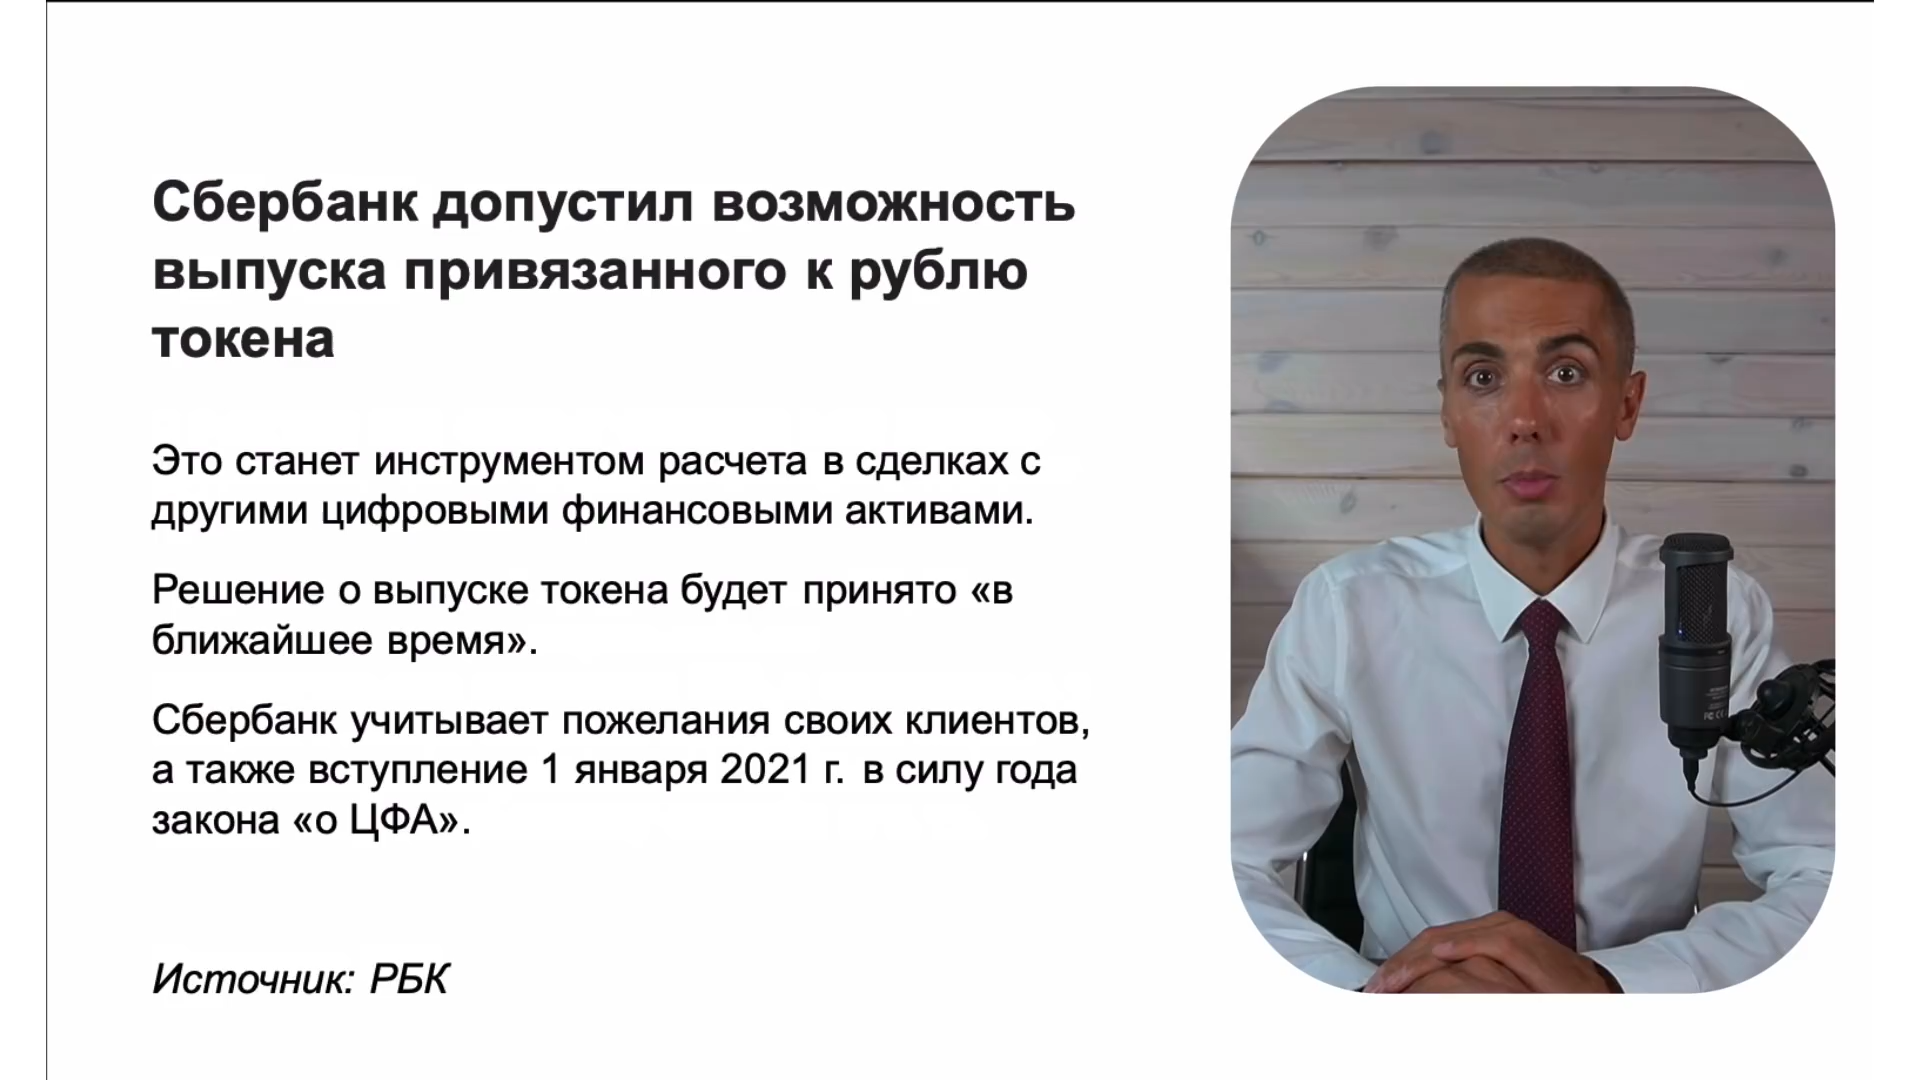 Сбербанк допустил возможность
выпуска привязанного к рублю
токена
Это станет инструментом расчета в сделках с
другими цифровыми финансовыми активами.
Решение о выпуске токена будет принято «в
ближайшее время».
Сбербанк учитывает пожелания своих клиентов,
а также вступление 1 января 2021 г. в силу года
закона «о ЦФА».
Источник: РБК